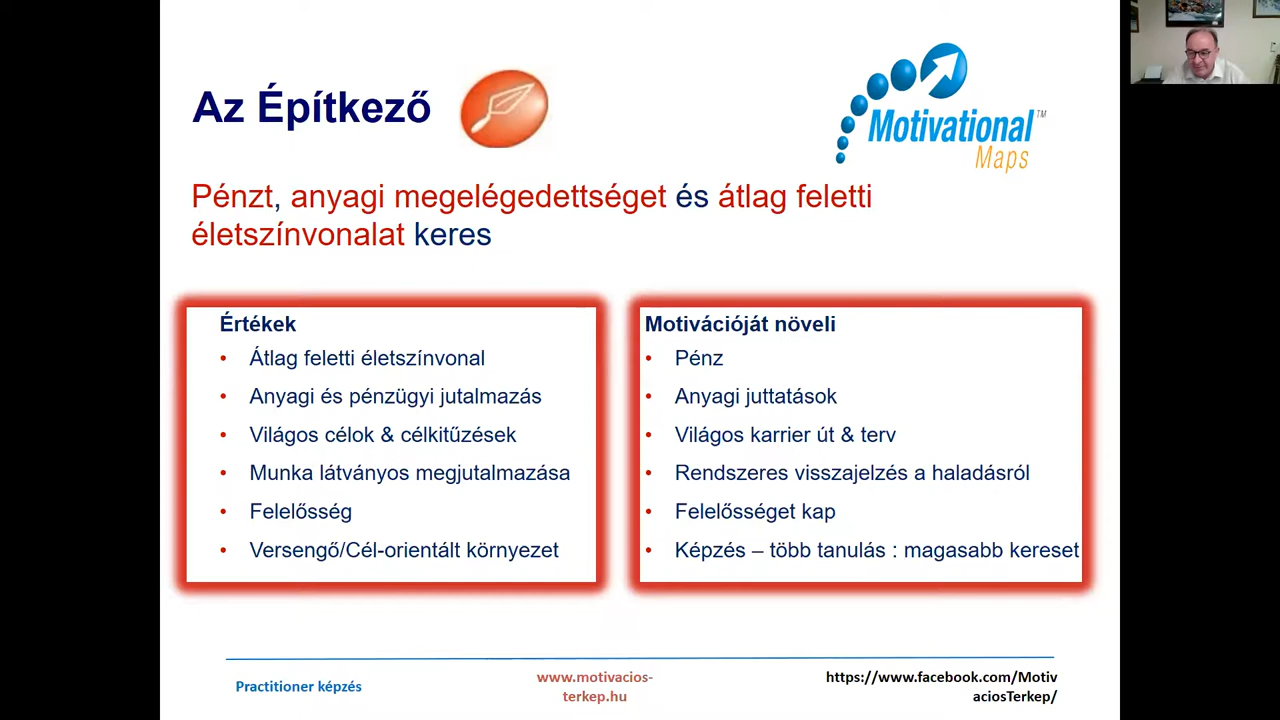 Az Építkező
Motivational™
Maps
Pénzt, anyagi megelégedettséget és átlag feletti
életszínvonalat keres
Értékek
• Átlag feletti életszínvonal
• Anyagi és pénzügyi jutalmazás
• Világos célok & célkitűzések
• Munka látványos megjutalmazása
• Felelősség
• Versengő/Cél-orientált környezet
Motivációját növeli
• Pénz
• Anyagi juttatások
• Világos karrier út & terv
• Rendszeres visszajelzés a haladásról
• Felelősséget kap
• Képzés – több tanulás : magasabb kereset
Practitioner képzés
www.motivacios-
terkep.hu
https://www.facebook.com/Motiv
aciosTerkep/